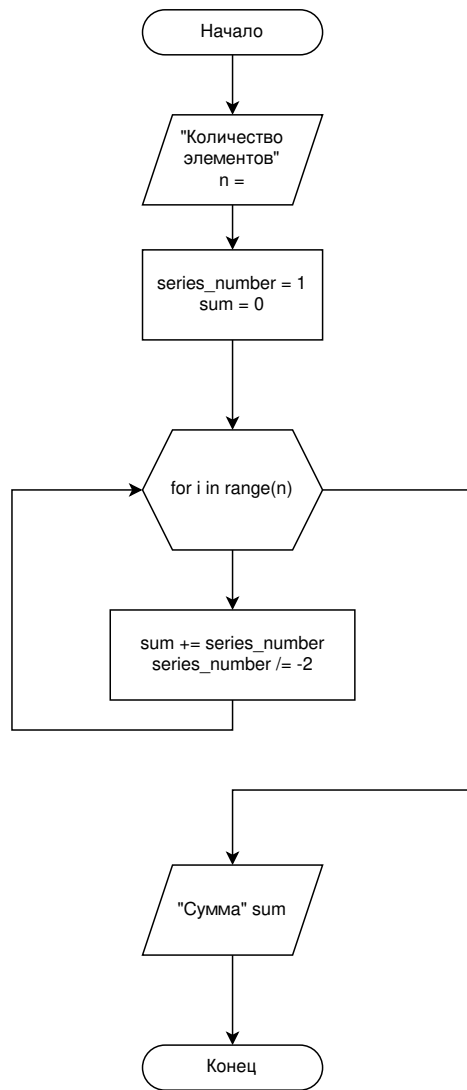 Начало
"Количество
элементов"
n =
series_number = 1
sum = 0
for i in range(n)
sum += series_number
series_number /= -2
"Сумма" sum
Конец